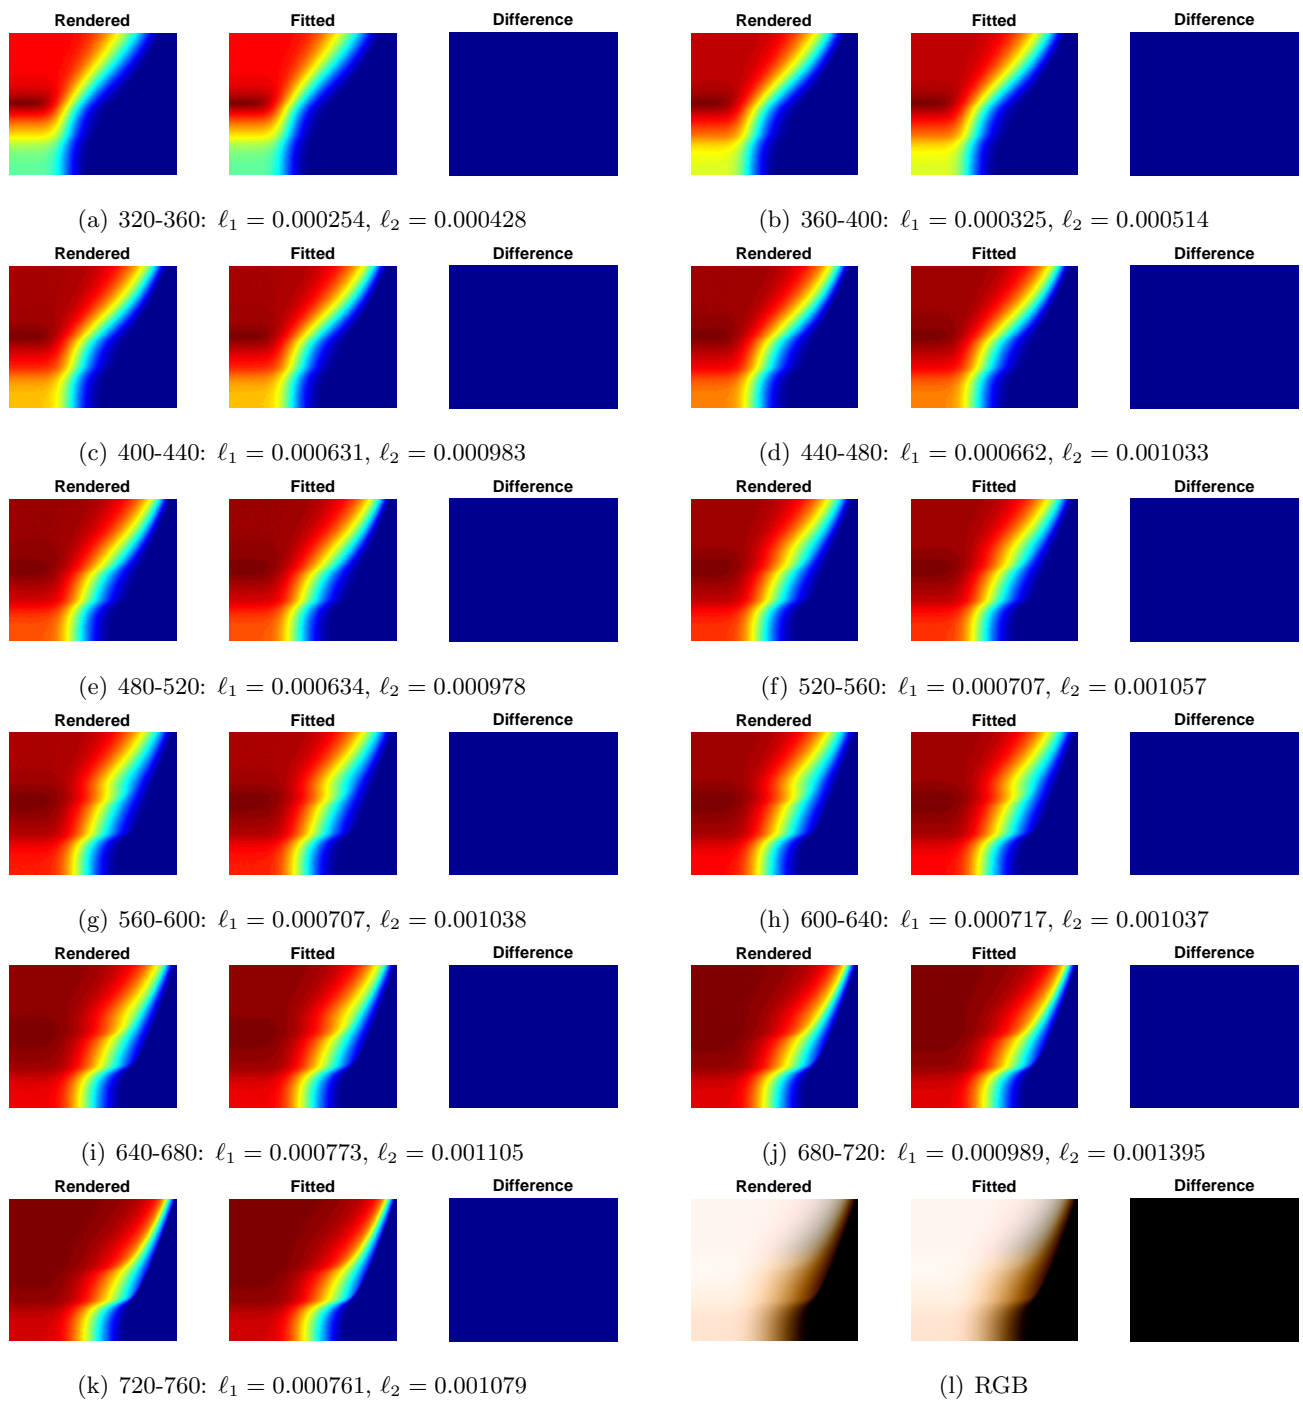 Rendered Fitted Difference Rendered Fitted Difference
(a) 320-360: ℓ1 = 0.000254, ℓ2 = 0.000428 (b) 360-400: ℓ1 = 0.000325, ℓ2 = 0.000514
Rendered Fitted Difference Rendered Fitted Difference
(c) 400-440: ℓ1 = 0.000631, ℓ2 = 0.000983 (d) 440-480: ℓ1 = 0.000662, ℓ2 = 0.001033
Rendered Fitted Difference Rendered Fitted Difference
(e) 480-520: ℓ1 = 0.000634, ℓ2 = 0.000978 (f) 520-560: ℓ1 = 0.000707, ℓ2 = 0.001057
Rendered Fitted Difference Rendered Fitted Difference
(g) 560-600: ℓ1 = 0.000707, ℓ2 = 0.001038 (h) 600-640: ℓ1 = 0.000717, ℓ2 = 0.001037
Rendered Fitted Difference Rendered Fitted Difference
(i) 640-680: ℓ1 = 0.000773, ℓ2 = 0.001105 (j) 680-720: ℓ1 = 0.000989, ℓ2 = 0.001395
Rendered Fitted Difference Rendered Fitted Difference
(k) 720-760: ℓ1 = 0.000761, ℓ2 = 0.001079 (l) RGB